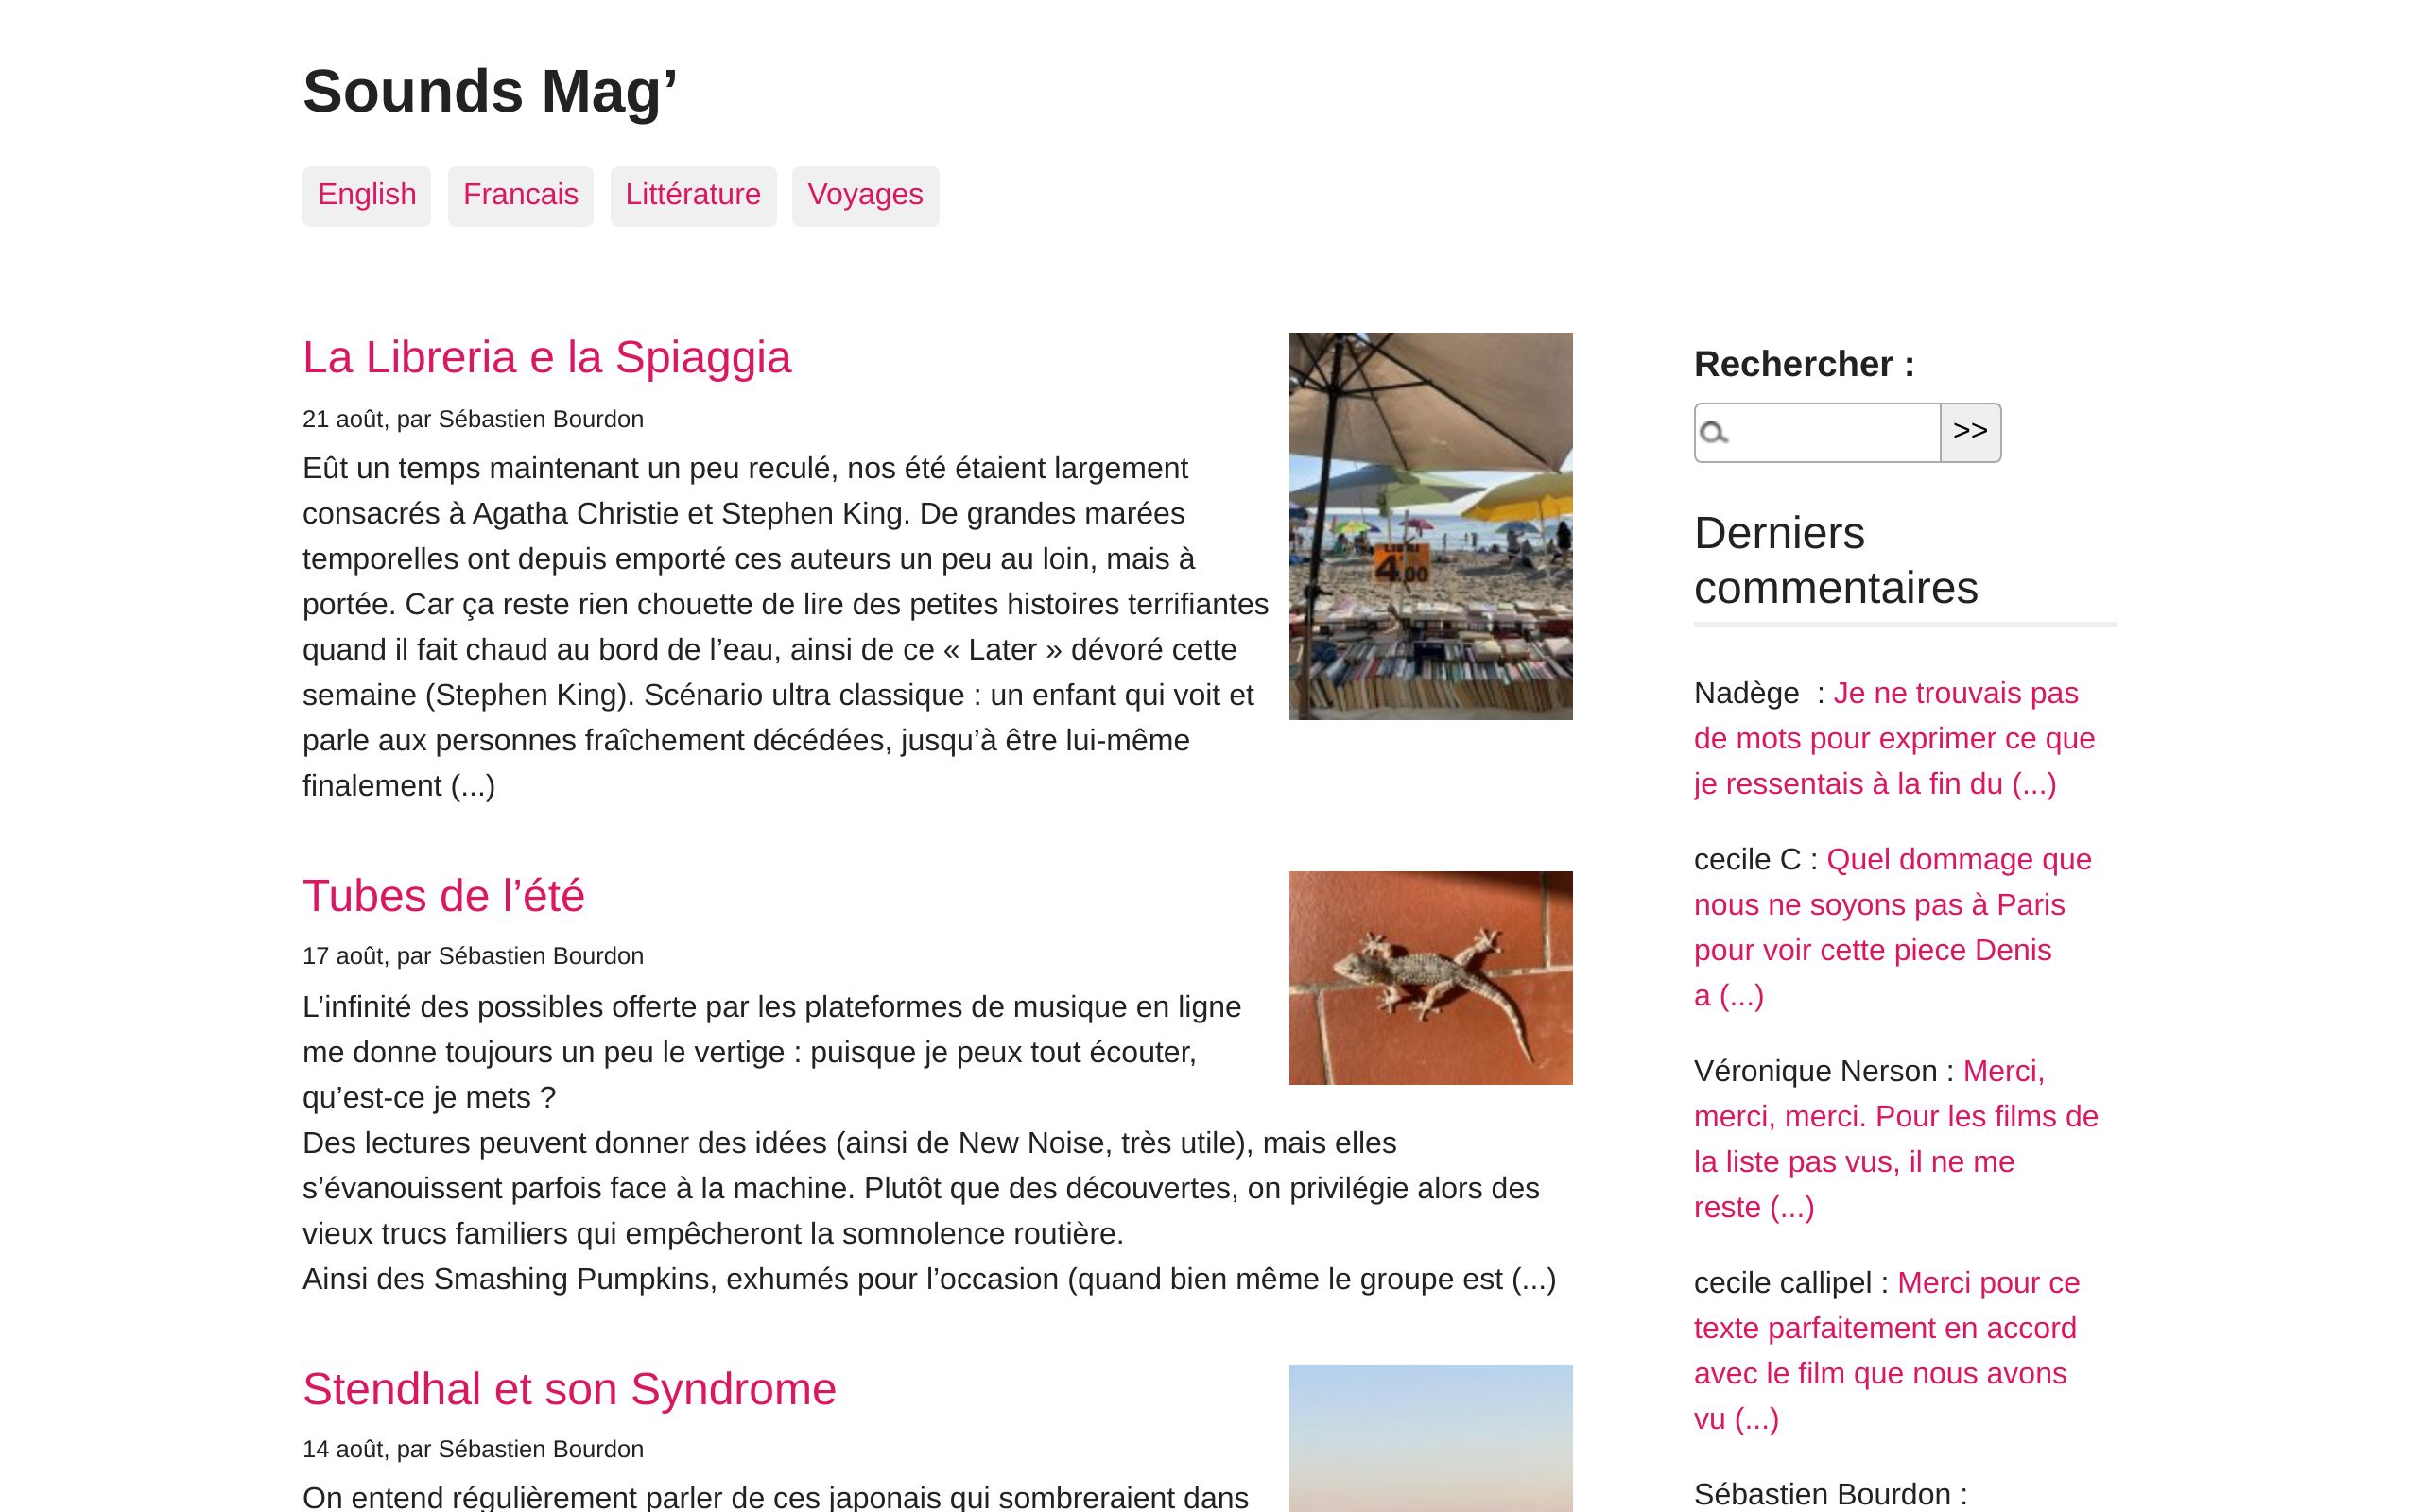 Sounds Mag’
English
Francais
Littérature
Voyages
La Libreria e la Spiaggia
21 août, par Sébastien Bourdon
Eût un temps maintenant un peu reculé, nos été étaient largement
consacrés à Agatha Christie et Stephen King. De grandes marées
temporelles ont depuis emporté ces auteurs un peu au loin, mais à
portée. Car ça reste rien chouette de lire des petites histoires terrifiantes
quand il fait chaud au bord de l’eau, ainsi de ce « Later » dévoré cette
semaine (Stephen King). Scénario ultra classique : un enfant qui voit et
parle aux personnes fraîchement décédées, jusqu’à être lui-même
finalement (...)
LIBRI
4,00
Tubes de l’été
17 août, par Sébastien Bourdon
L’infinité des possibles offerte par les plateformes de musique en ligne
me donne toujours un peu le vertige : puisque je peux tout écouter,
qu’est-ce je mets ?
Des lectures peuvent donner des idées (ainsi de New Noise, très utile), mais elles
s’évanouissent parfois face à la machine. Plutôt que des découvertes, on privilégie alors des
vieux trucs familiers qui empêcheront la somnolence routière.
Ainsi des Smashing Pumpkins, exhumés pour l’occasion (quand bien même le groupe est (...)
Stendhal et son Syndrome
14 août, par Sébastien Bourdon
On entend régulièrement parler de ces japonais qui sombreraient dans
Rechercher :
>>
Derniers
commentaires
Nadège  : Je ne trouvais pas
de mots pour exprimer ce que
je ressentais à la fin du (...)
cecile C : Quel dommage que
nous ne soyons pas à Paris
pour voir cette piece Denis
a (...)
Véronique Nerson : Merci,
merci, merci. Pour les films de
la liste pas vus, il ne me
reste (...)
cecile callipel : Merci pour ce
texte parfaitement en accord
avec le film que nous avons
vu (...)
Sébastien Bourdon :